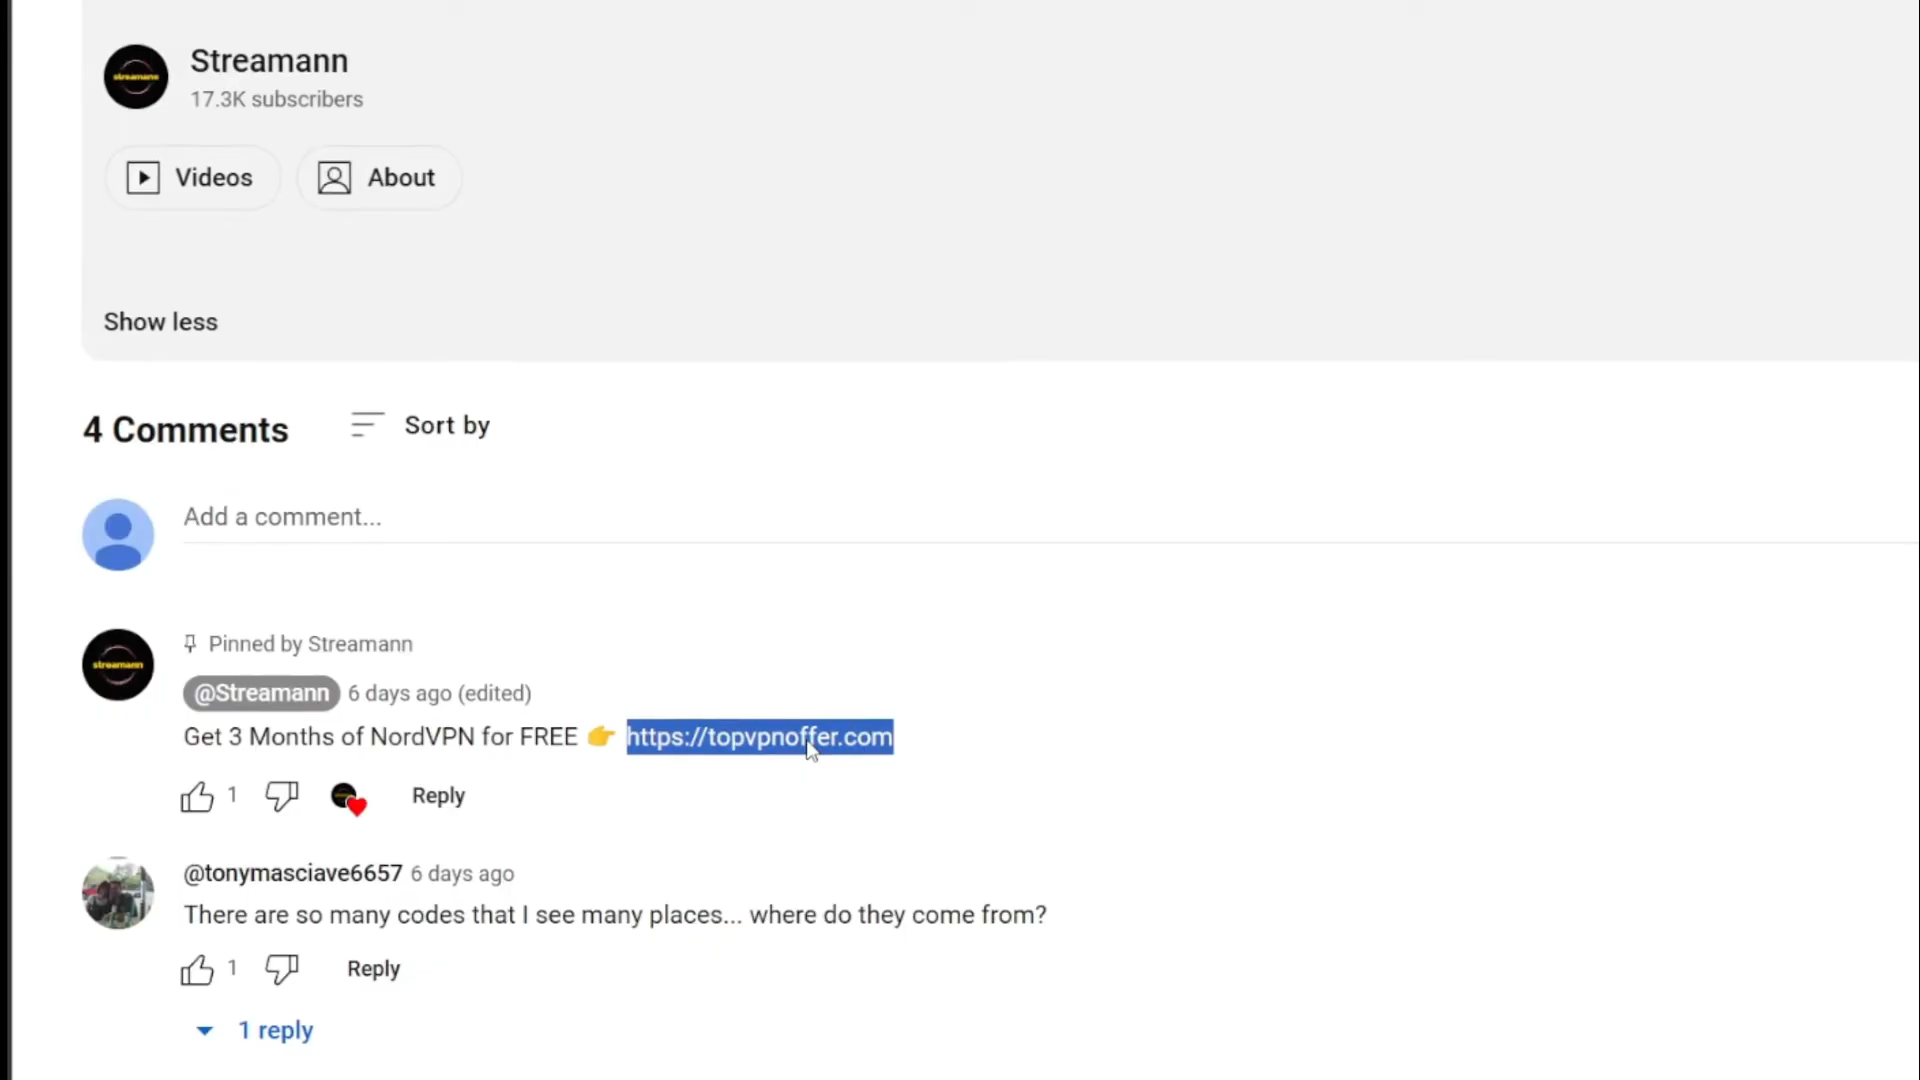 streamann
Streamann
17.3K subscribers
Videos
About
Show less
4 Comments
Sort by
Add a comment...
streamann
Pinned by Streamann
@Streamann 6 days ago (edited)
Get 3 Months of NordVPN for FREE 👉 https://topvpnoffer.com
1
Reply
@tonymasciave6657 6 days ago
There are so many codes that I see many places... where do they come from?
1
Reply
1 reply